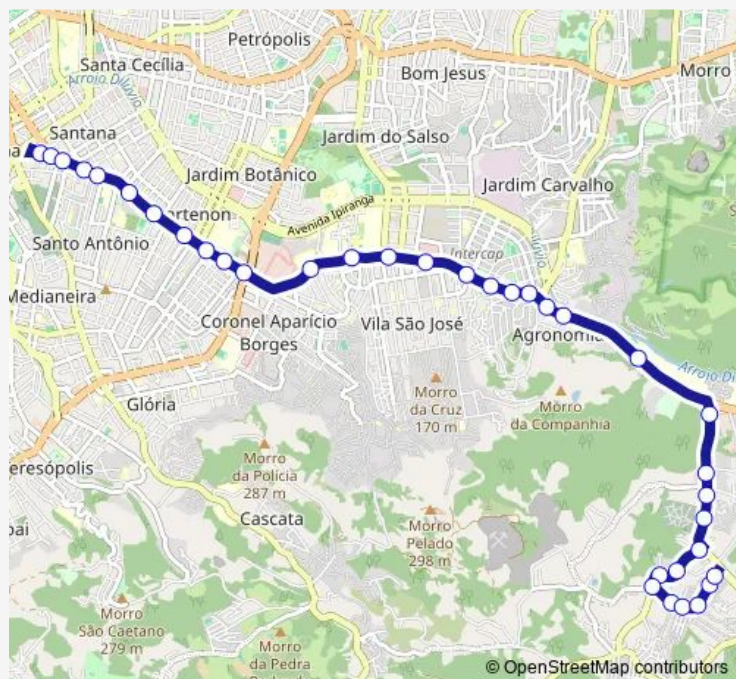 Petrópolis
Santa Cecília
Arroio Dilúvio
Bom Jesus
Morro
Santana
Jardim do Salso
Jardim Botânico
Jardim Carvalho
Avenida Ipiranga
Santo Antônio
Intercap
Medianeira
Coronel Aparício
Borges
Vila São José
Agronomia
Arroio Di
Glória
Morro
da Cruz
170 m
Morro
da Companhia
Morro
da Polícia
287 m
eresópolis
Cascata
Morro
Pelado
298 m
Morro
São Caetano
279 m
Morro
da Pedra
© OpenStreetMap contributors